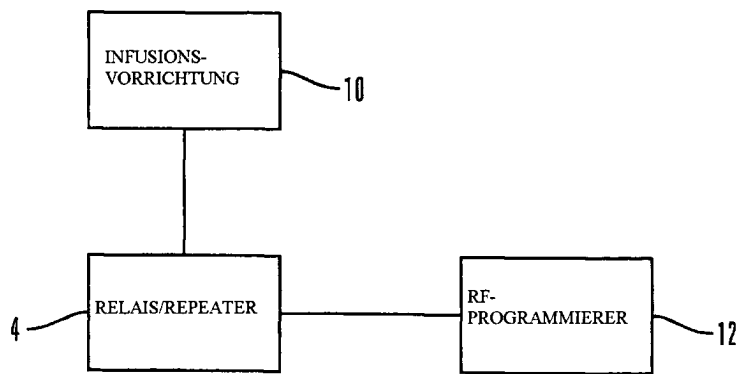 INFUSIONS-
VORRICHTUNG
10
RELAIS/REPEATER
4
RF-
PROGRAMMIERER
12